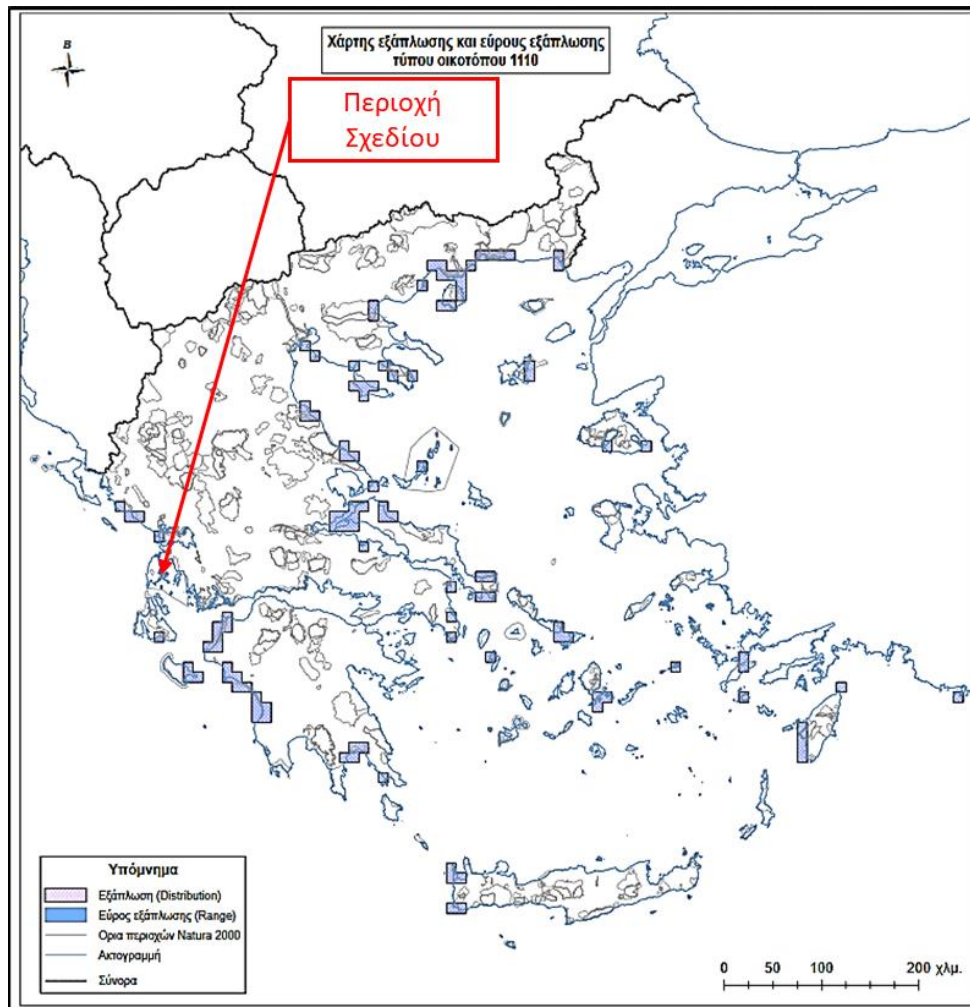 Χάρτης εξάπλωσης και εύρους εξάπλωσης
τύπου οικοτόπου 1110
B
Περιοχή
Σχεδίου
Υπόμνημα
Εξάπλωση (Distribution)
Εύρος εξάπλωσης (Range)
Ορια περιοχών Natura 2000
Ακτογραμμή
Σύνορα
0 50 100 200 χλμ.